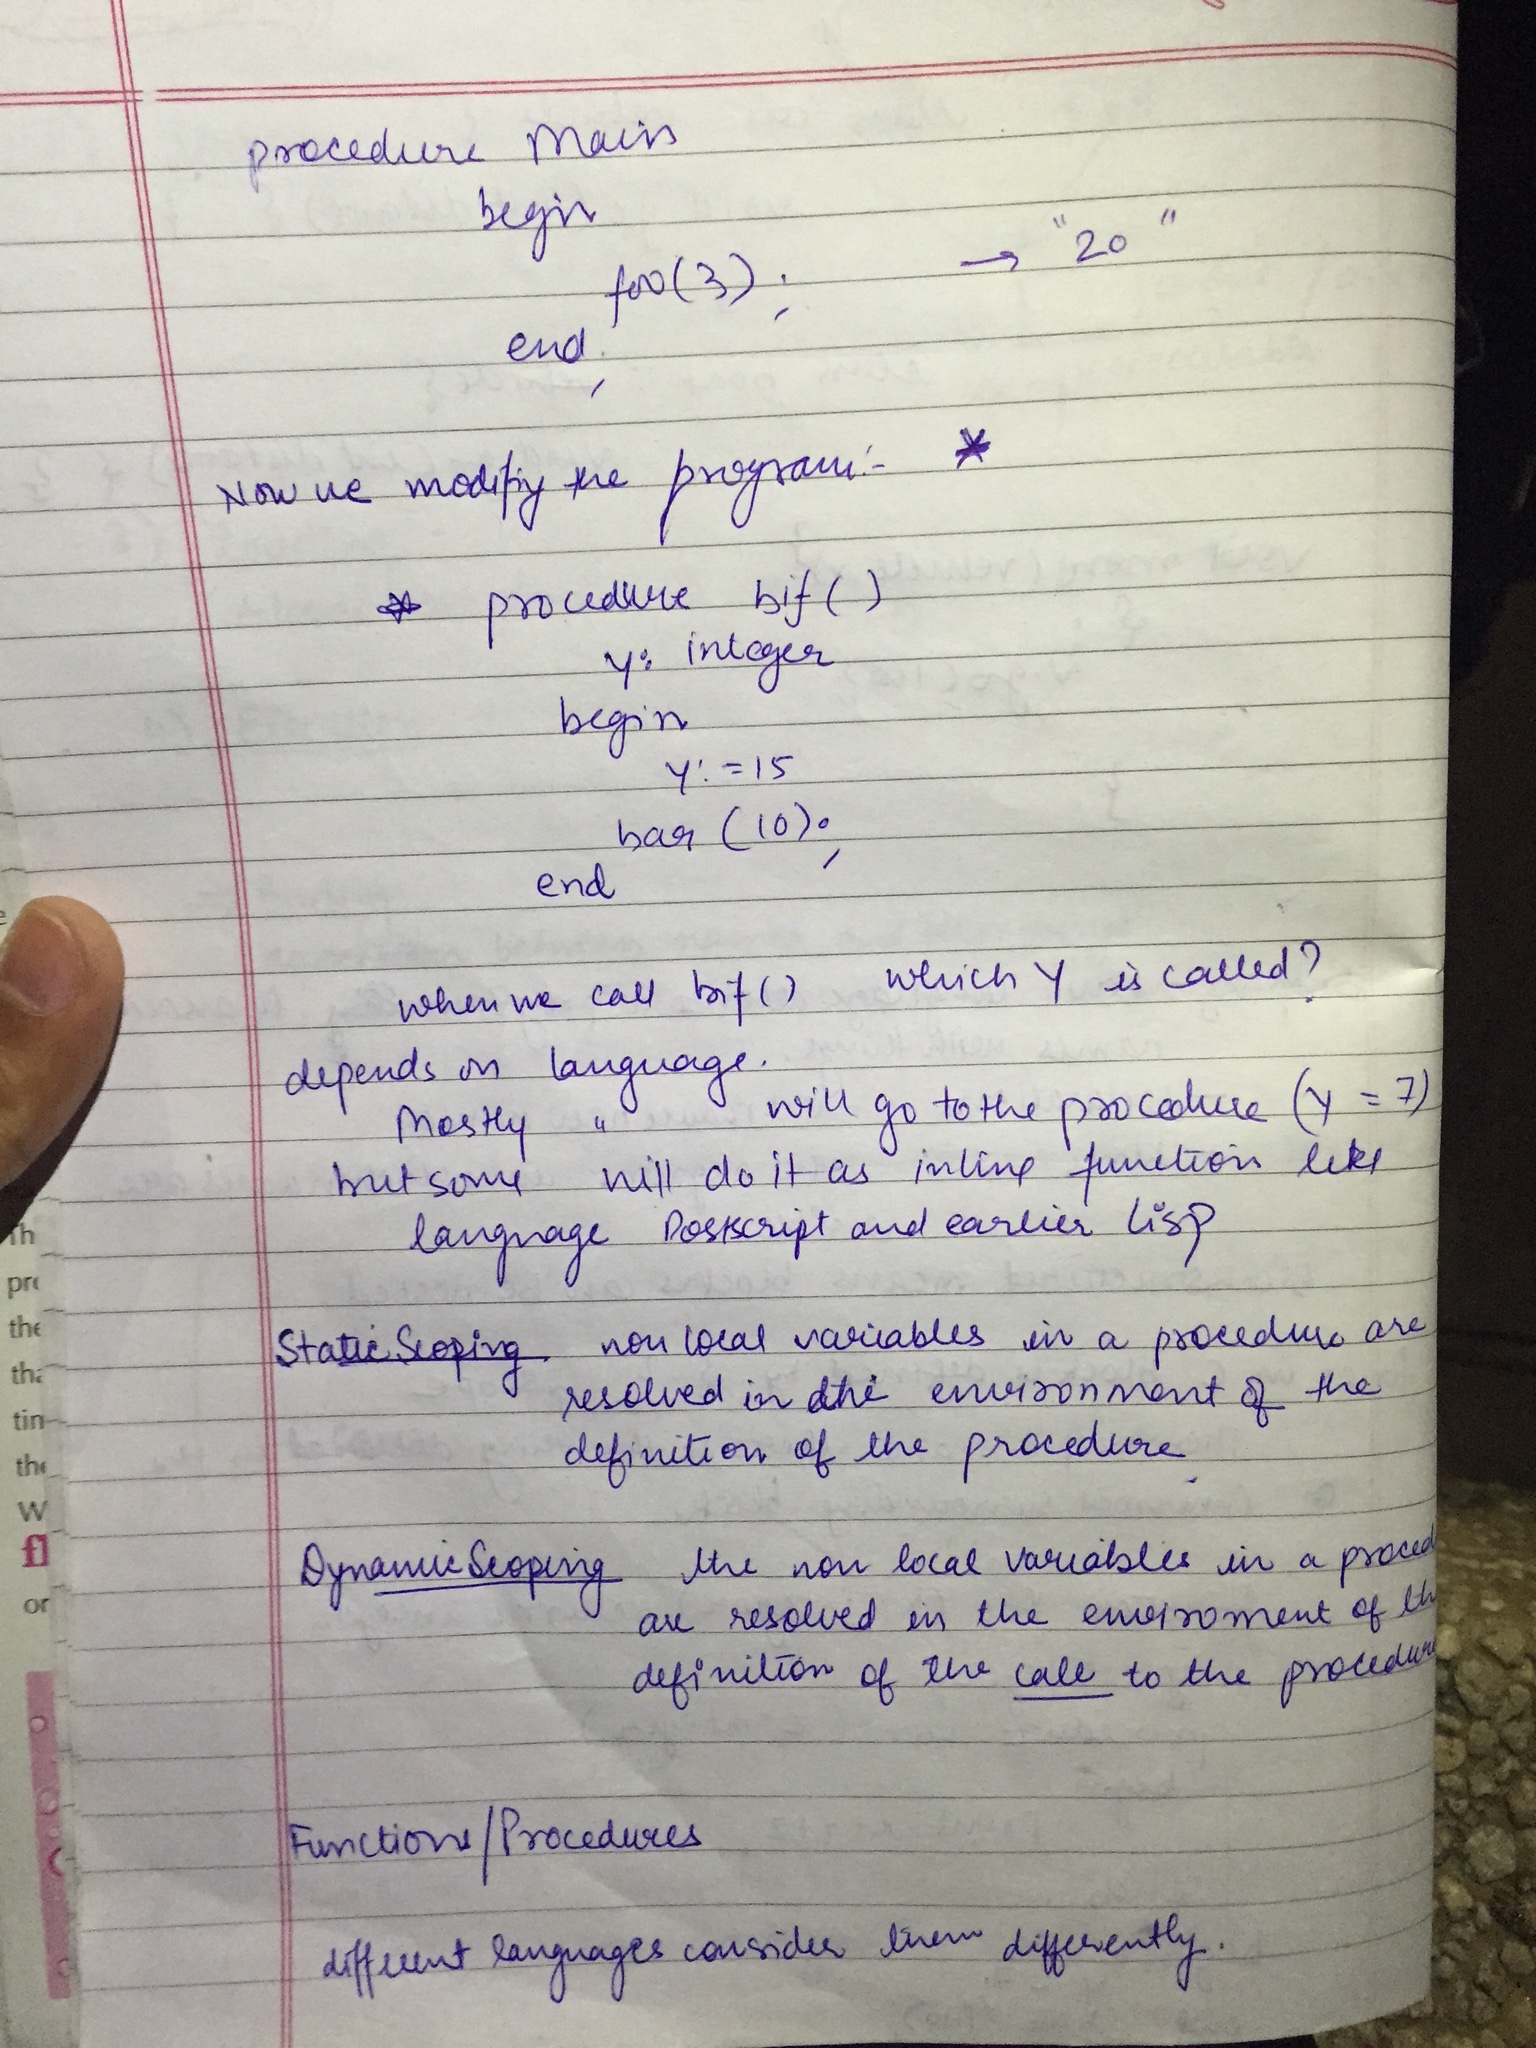 procedure Main
begin
foo(3); → "20"
end;
Now we modify the program:- *
* procedure bif()
y: integer
begin
y:=15
bar (10);
end
when we call bif() which Y is called?
depends on language.
Mostly " will go to the procedure (y = 7)
but some will do it as inline function like
language Postscript and earlier Lisp
Static Scoping. non local variables in a procedure are
resolved in the environment of the
definition of the procedure.
Dynamic Scoping the non local variables in a proced
are resolved in the enviroment of th
definition of the call to the procedure
Functions/Procedures
different languages consider them differently.
Th
pro
the
tha
tin
the
W
fl
or